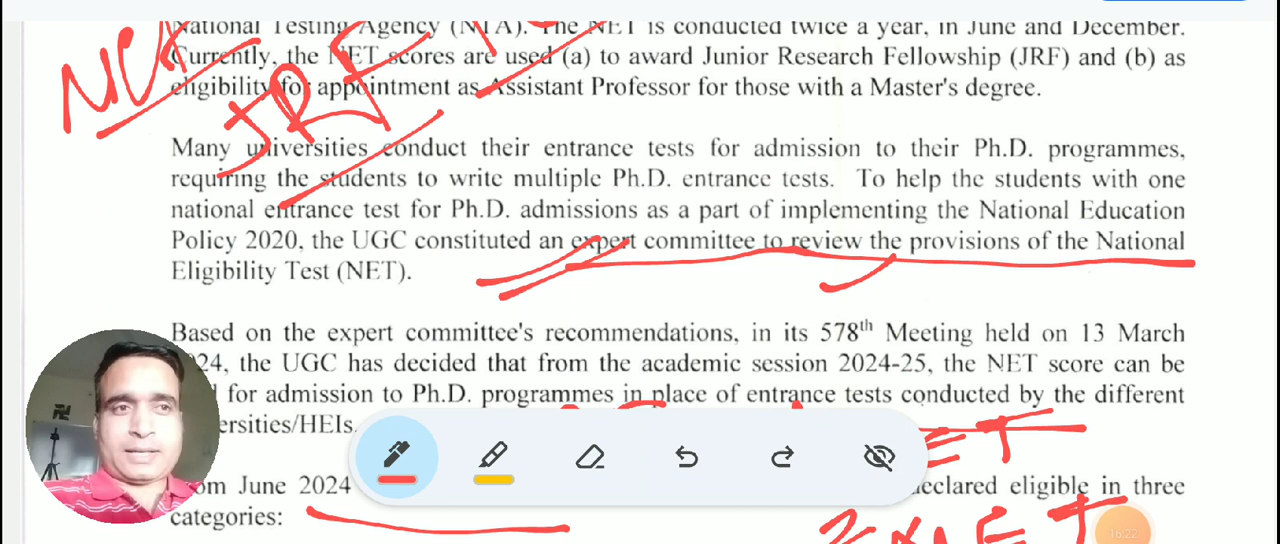 National Testing Agency (NTA). The NET is conducted twice a year, in June and December.
Currently, the NET scores are used (a) to award Junior Research Fellowship (JRF) and (b) as
eligibility for appointment as Assistant Professor for those with a Master's degree.
JRF
Many universities conduct their entrance tests for admission to their Ph.D. programmes,
requiring the students to write multiple Ph.D. entrance tests. To help the students with one
national entrance test for Ph.D. admissions as a part of implementing the National Education
Policy 2020, the UGC constituted an expert committee to review the provisions of the National
Eligibility Test (NET).
Based on the expert committee's recommendations, in its 578th Meeting held on 13 March
24, the UGC has decided that from the academic session 2024-25, the NET score can be
for admission to Ph.D. programmes in place of entrance tests conducted by the different
ersities/HEIs.
om June 2024
eclared eligible in three
categories:
16:22